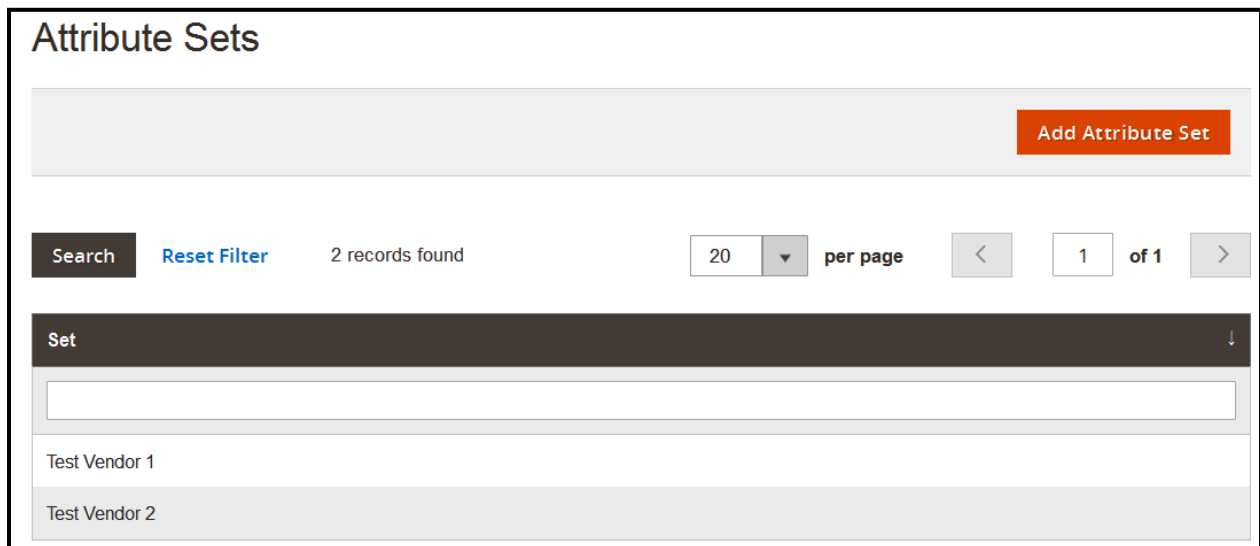 Attribute Sets
Add Attribute Set
Search Reset Filter 2 records found 20 per page 1 of 1
Set
Test Vendor 1
Test Vendor 2